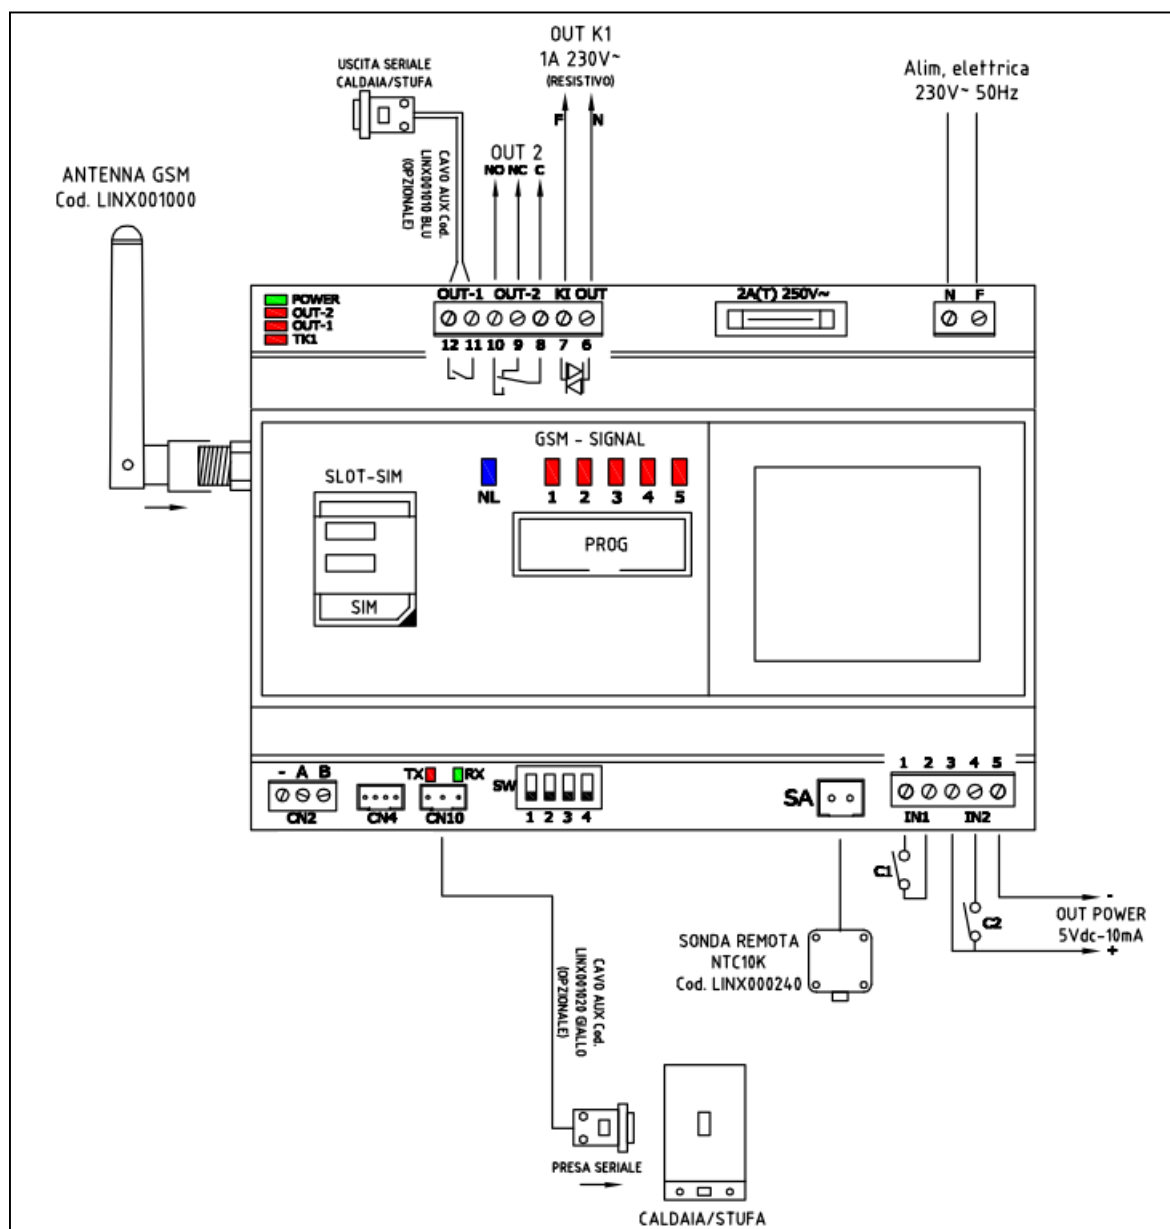 OUT K1
1A 230V~
(RESISTIVO)
USCITA SERIALE
CALDAIA/STUFA
Alim, elettrica
230V~ 50Hz
F
N
OUT 2
NO NC C
CAVO AUX Cod.
LINX001010 BLU
(OPZIONALE)
ANTENNA GSM
Cod. LINX001000
POWER
OUT-2
OUT-1
TK1
OUT-1 OUT-2 KI OUT
12 11 10 9 8 7 6
2A(T) 250V~
N F
GSM - SIGNAL
NL 1 2 3 4 5
SLOT-SIM
SIM
PROG
- A B
CN2
CN4
TX RX
CN10
SW
1 2 3 4
SA
1 2 3 4 5
IN1 IN2
C1
C2
-
OUT POWER
5Vdc-10mA
+
SONDA REMOTA
NTC10K
Cod. LINX000240
CAVO AUX Cod.
LINX001020 GIALLO
(OPZIONALE)
PRESA SERIALE
CALDAIA/STUFA